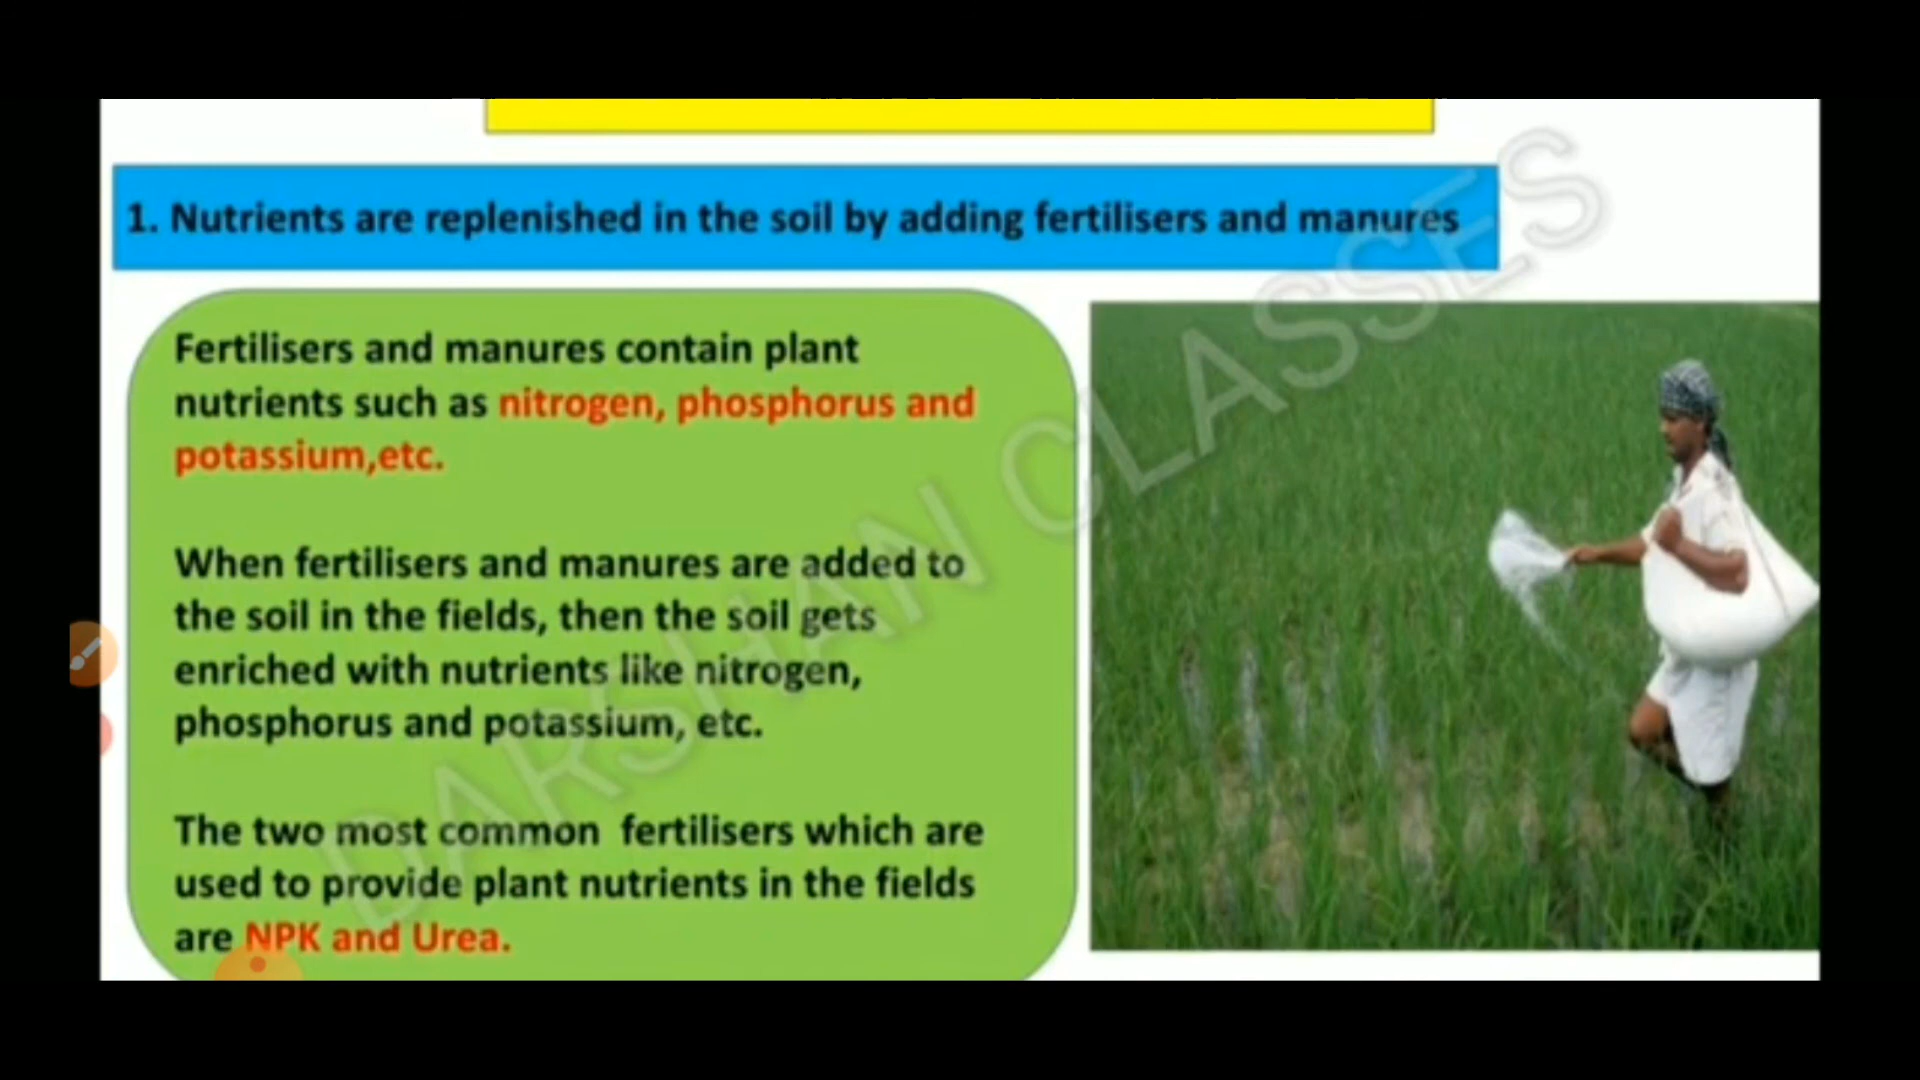 1. Nutrients are replenished in the soil by adding fertilisers and manures
Fertilisers and manures contain plant
nutrients such as nitrogen, phosphorus and
potassium,etc.
When fertilisers and manures are added to
the soil in the fields, then the soil gets
enriched with nutrients like nitrogen,
phosphorus and potassium, etc.
The two most common  fertilisers which are
used to provide plant nutrients in the fields
are NPK and Urea.
DARSHAN CLASSES